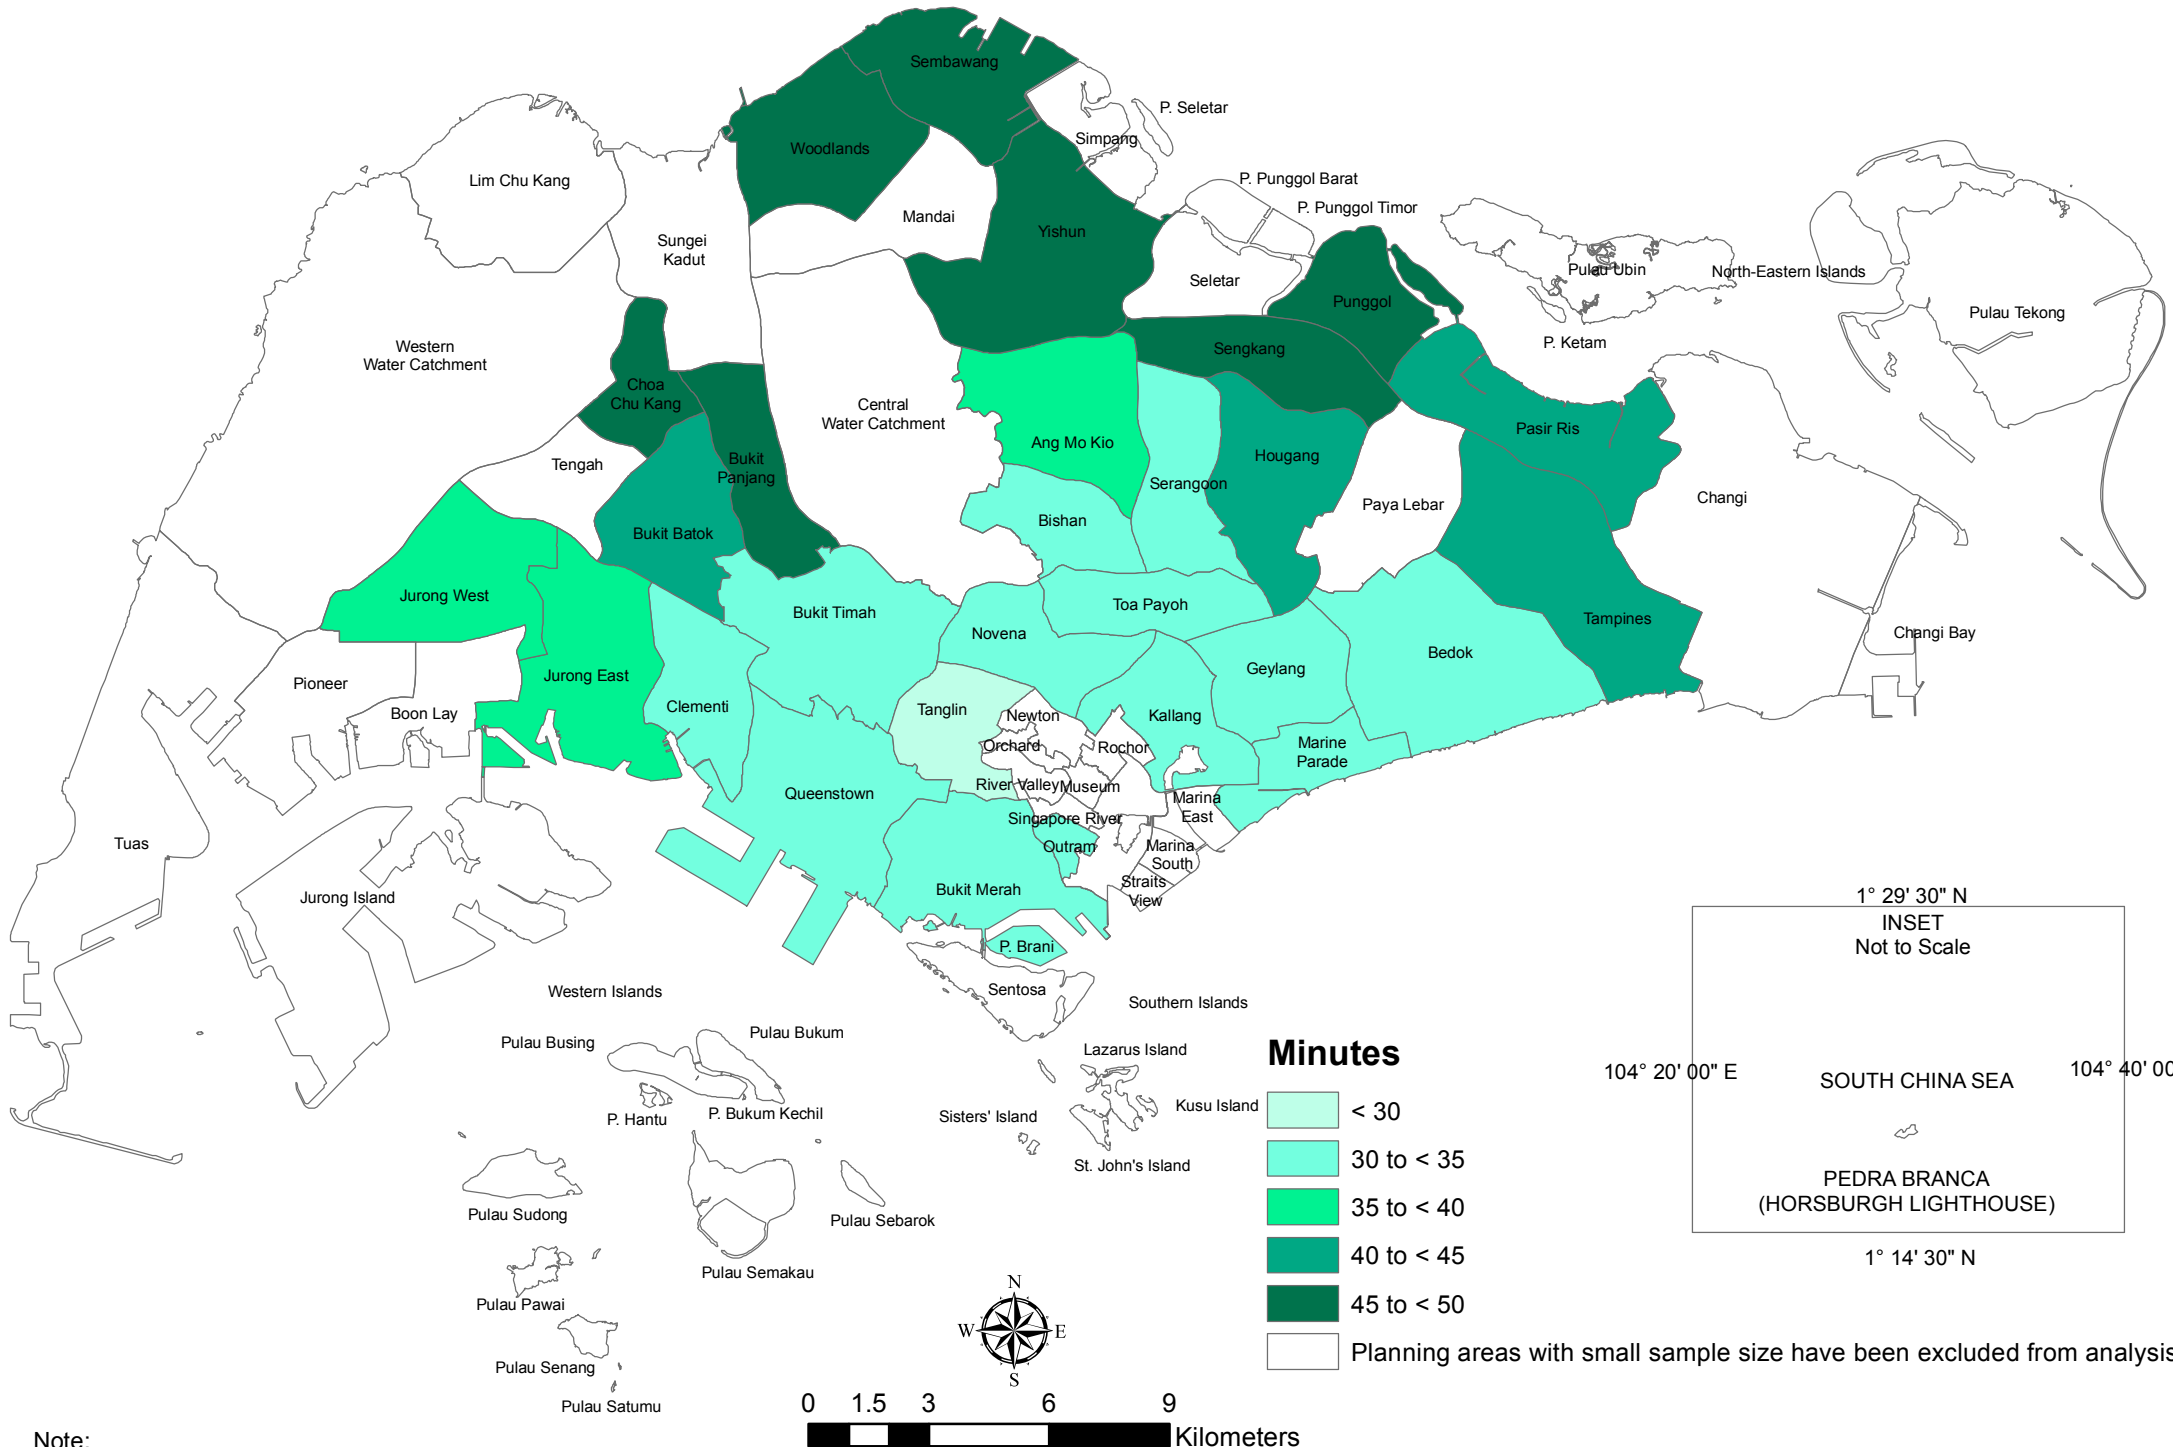 Sembawang
P. Seletar
Simpang
Woodlands
Lim Chu Kang
P. Punggol Barat
P. Punggol Timor
Mandai
Yishun
Sungei
Kadut
Seletar
Pulau Ubin
North-Eastern Islands
Punggol
Pulau Tekong
P. Ketam
Western
Water Catchment
Sengkang
Choa
Chu Kang
Central
Water Catchment
Ang Mo Kio
Pasir Ris
Hougang
Bukit
Panjang
Tengah
Serangoon
Changi
Paya Lebar
Bishan
Bukit Batok
Jurong West
Bukit Timah
Toa Payoh
Tampines
Novena
Changi Bay
Bedok
Geylang
Jurong East
Pioneer
Clementi
Tanglin
Boon Lay
Newton
Kallang
Orchard
Rochor
Marine
Parade
River Valley
Museum
Queenstown
Marina
East
Singapore River
Tuas
Outram
Marina
South
Straits
View
Bukit Merah
Jurong Island
P. Brani
Sentosa
Western Islands
Southern Islands
Pulau Bukum
Pulau Busing
Lazarus Island
P. Hantu
P. Bukum Kechil
Sisters' Island
Kusu Island
St. John's Island
Pulau Sudong
Pulau Sebarok
Pulau Semakau
Pulau Pawai
Pulau Senang
Pulau Satumu
Minutes
< 30
30 to < 35
35 to < 40
40 to < 45
45 to < 50
Planning areas with small sample size have been excluded from analysis
1° 29' 30" N
INSET
Not to Scale
104° 20' 00" E
104° 40' 00
SOUTH CHINA SEA
PEDRA BRANCA
(HORSBURGH LIGHTHOUSE)
1° 14' 30" N
N
W
E
S
0 1.5 3 6 9
Kilometers
Note: